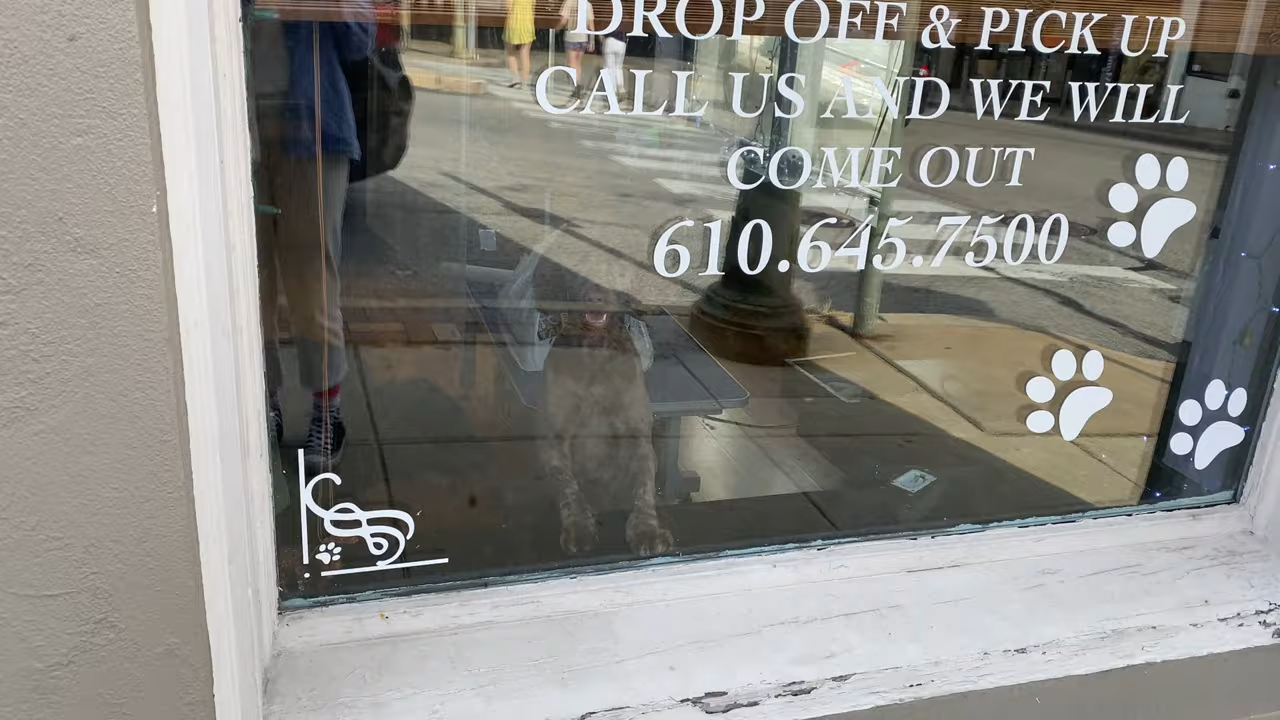 DROP OFF & PICK UP
CALL US AND WE WILL
COME OUT
610.645.7500